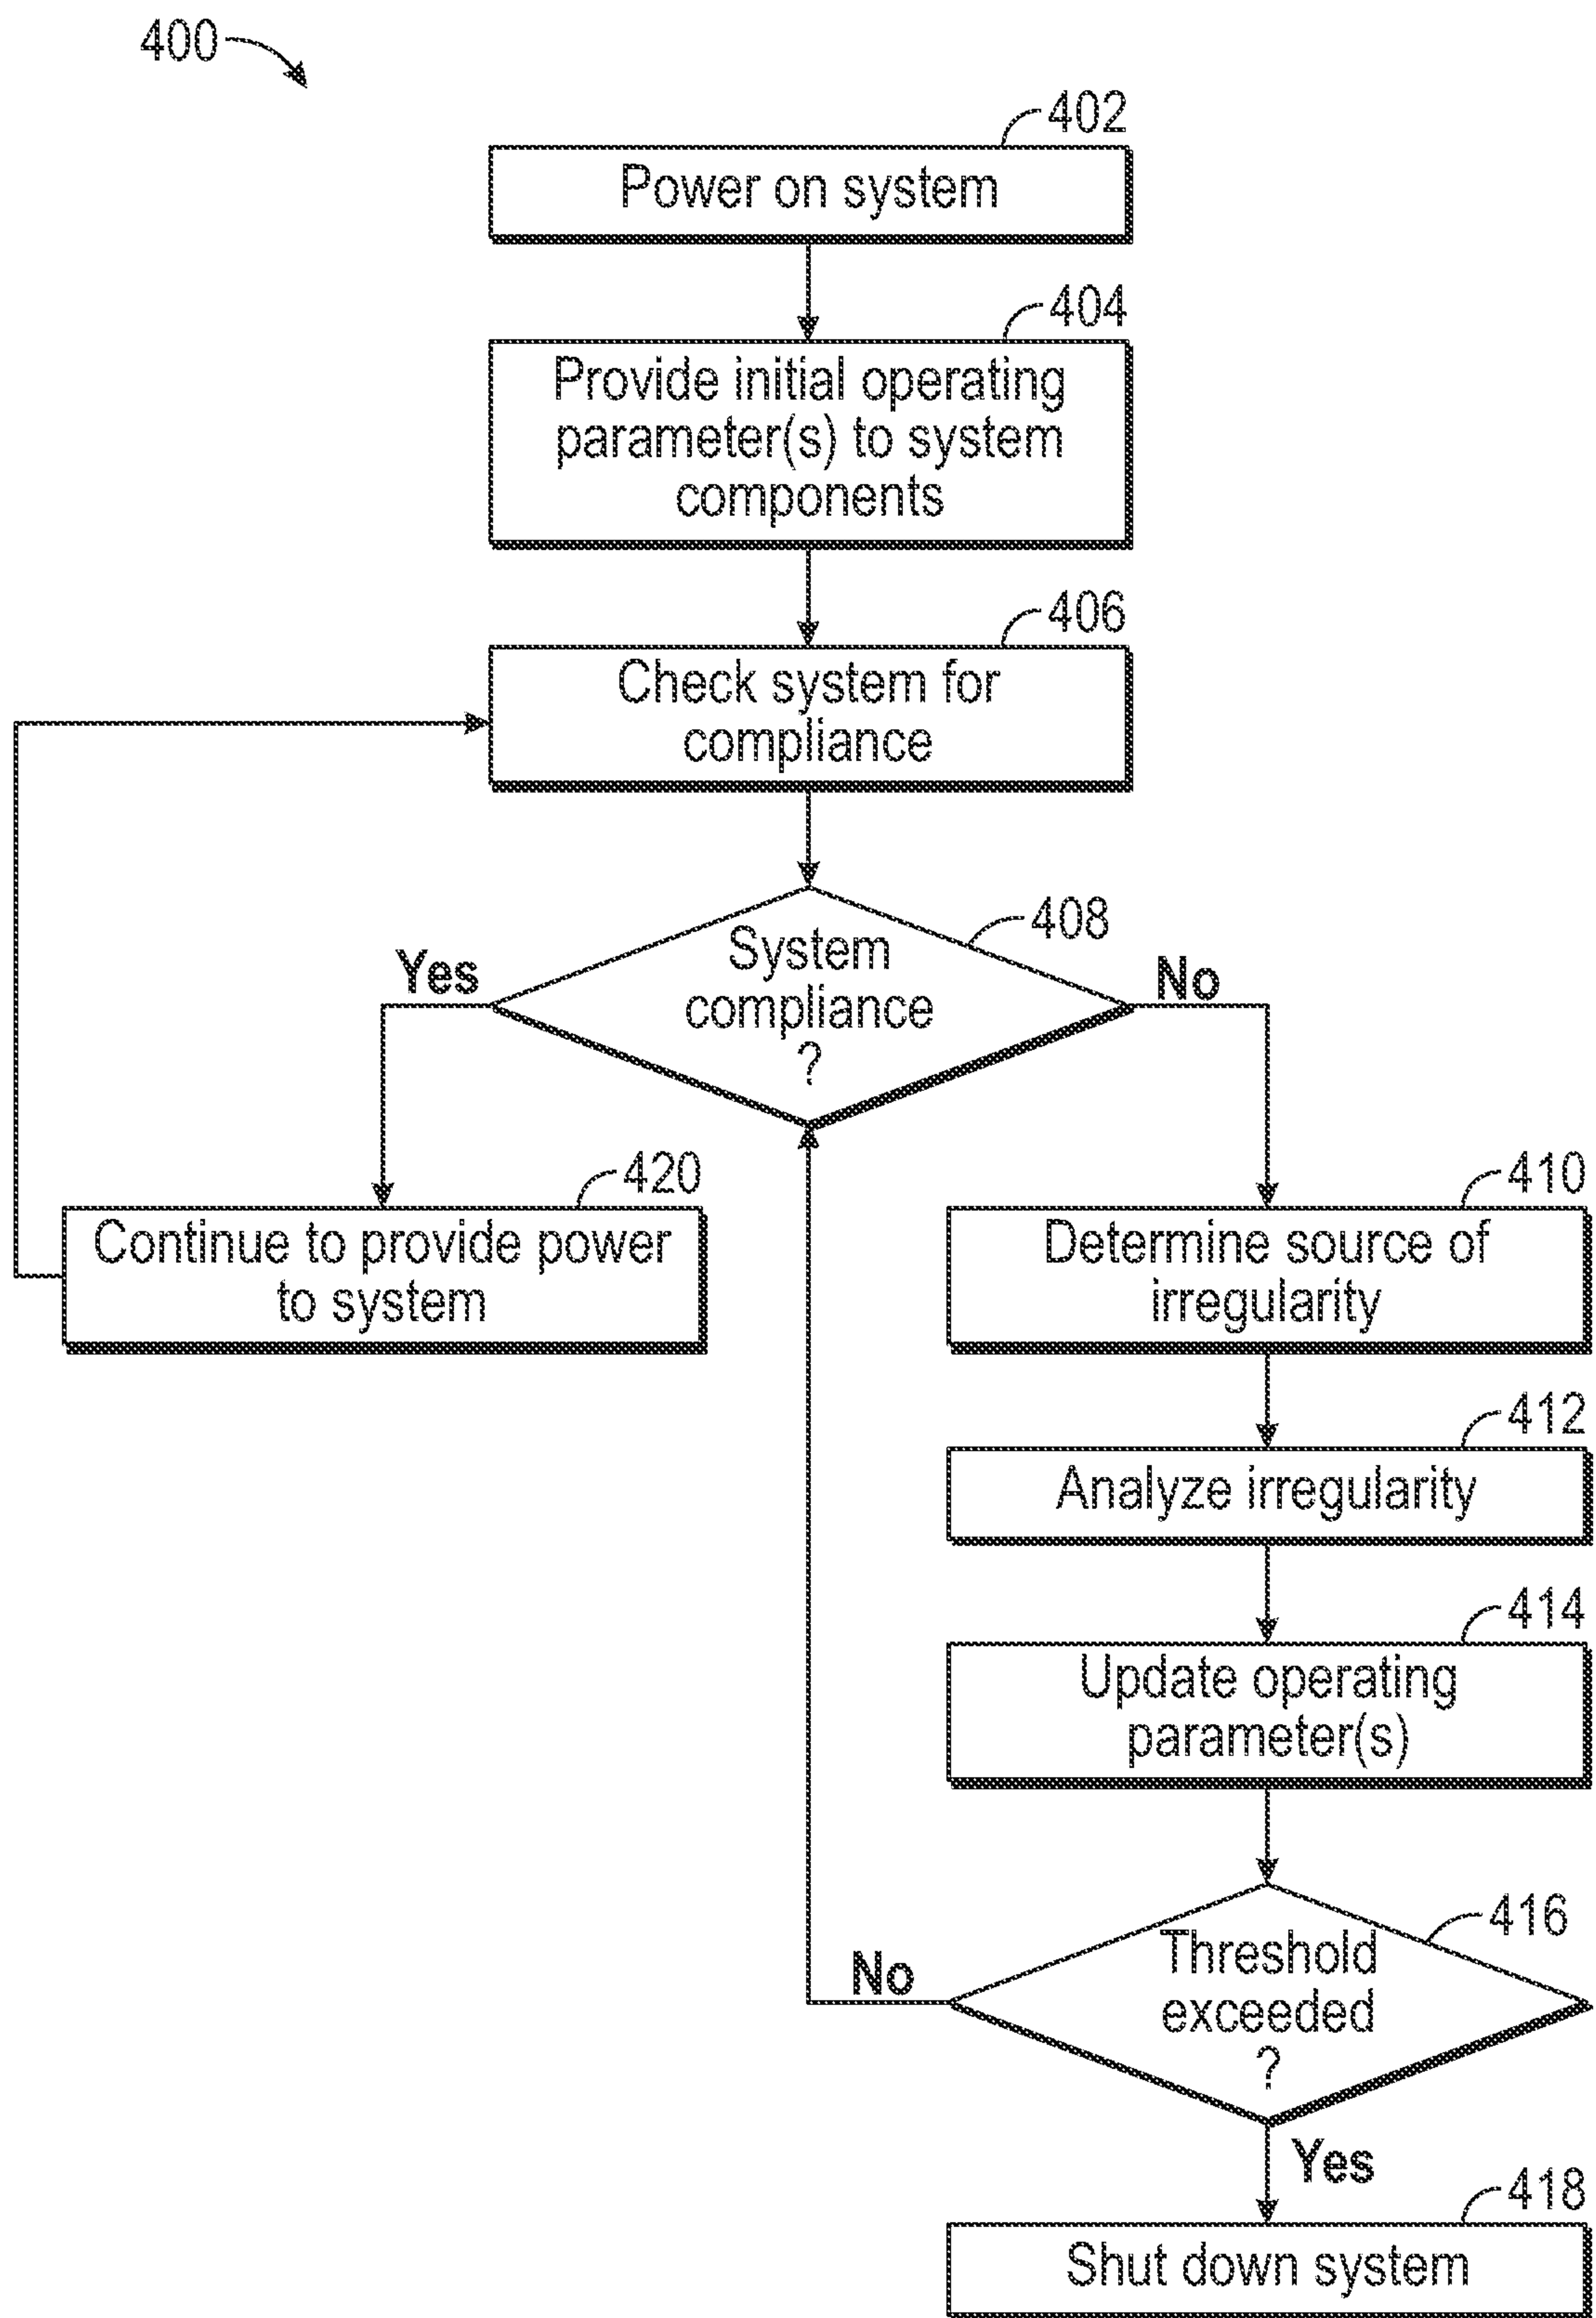 400
402
Power on system
404
Provide initial operating
parameter(s) to system
components
406
Check system for
compliance
408
System
compliance
?
Yes
No
420
Continue to provide power
to system
410
Determine source of
irregularity
412
Analyze irregularity
414
Update operating
parameter(s)
416
Threshold
exceeded
?
No
Yes
418
Shut down system